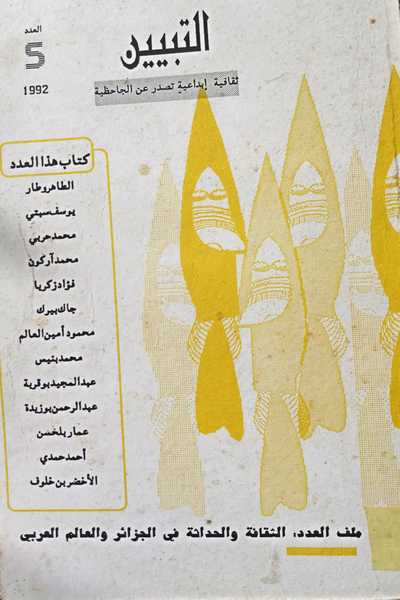 العدد
5
1992
التبيين
ثقافية إبداعية تصدر عن الجاحظية
كتاب هذا العدد
الطاهر وطار
يوسف سبتي
محمد حربي
محمد آركون
فؤاد زكريا
جاك بيرك
محمود أمين العالم
محمد بنيس
عبد المجيد بوقربة
عبد الرحمن بوزيدة
عمار بلحسن
أحمد حمدي
الأخضر بن خلوف
ملف العدد: الثقافة والحداثة في الجزائر والعالم العربي